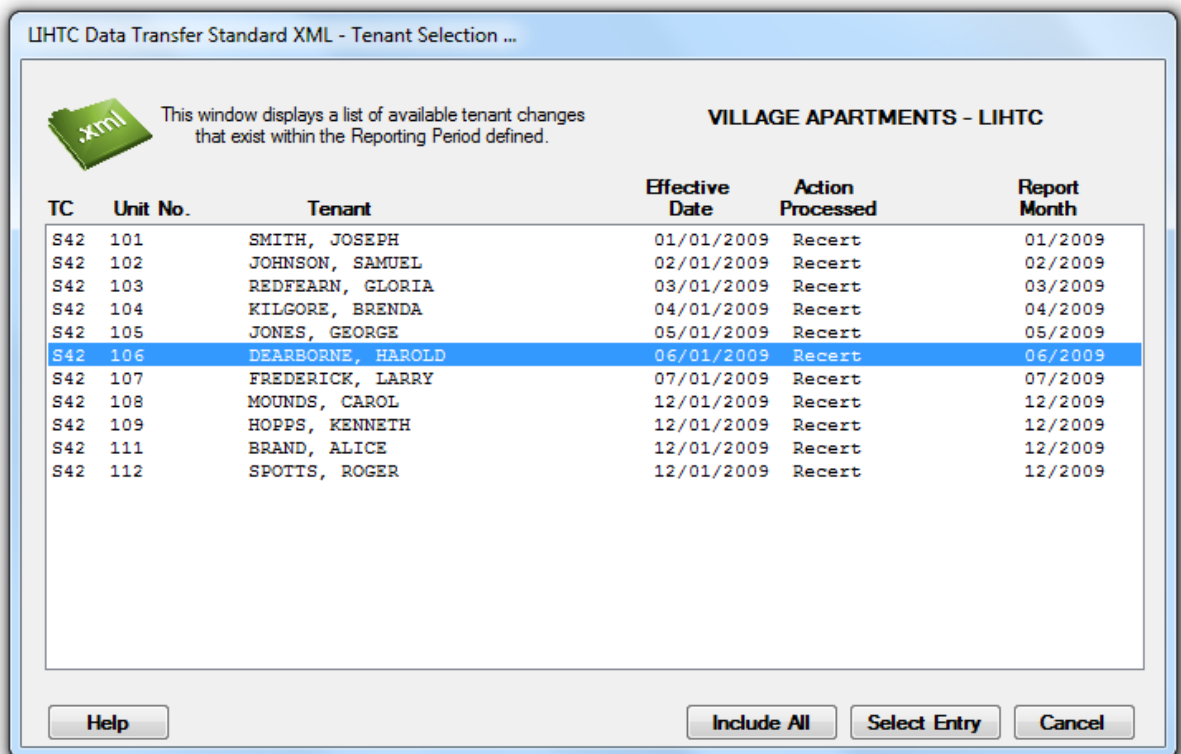 LIHTC Data Transfer Standard XML - Tenant Selection ...
.xml
This window displays a list of available tenant changes
that exist within the Reporting Period defined.
VILLAGE APARTMENTS - LIHTC
TC Unit No. Tenant Effective Date Action Processed Report Month
S42 101 SMITH, JOSEPH 01/01/2009 Recert 01/2009
S42 102 JOHNSON, SAMUEL 02/01/2009 Recert 02/2009
S42 103 REDFEARN, GLORIA 03/01/2009 Recert 03/2009
S42 104 KILGORE, BRENDA 04/01/2009 Recert 04/2009
S42 105 JONES, GEORGE 05/01/2009 Recert 05/2009
S42 106 DEARBORNE, HAROLD 06/01/2009 Recert 06/2009
S42 107 FREDERICK, LARRY 07/01/2009 Recert 07/2009
S42 108 MOUNDS, CAROL 12/01/2009 Recert 12/2009
S42 109 HOPPS, KENNETH 12/01/2009 Recert 12/2009
S42 111 BRAND, ALICE 12/01/2009 Recert 12/2009
S42 112 SPOTTS, ROGER 12/01/2009 Recert 12/2009
Help Include All Select Entry Cancel